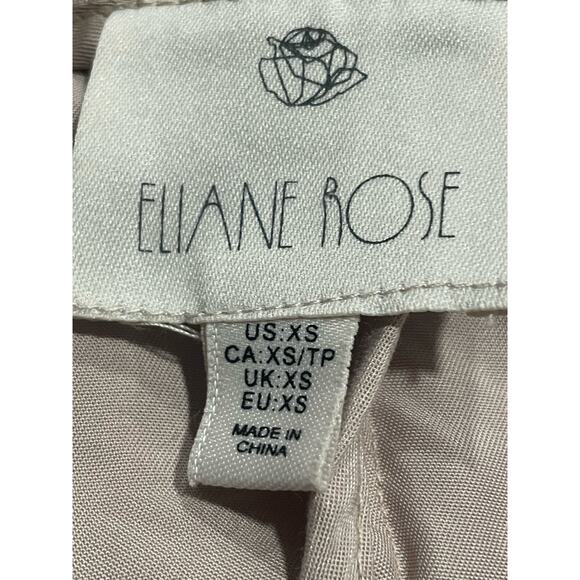 ELIANE ROSE
US:XS
CA:XS/TP
UK:XS
EU:XS
MADE IN
CHINA